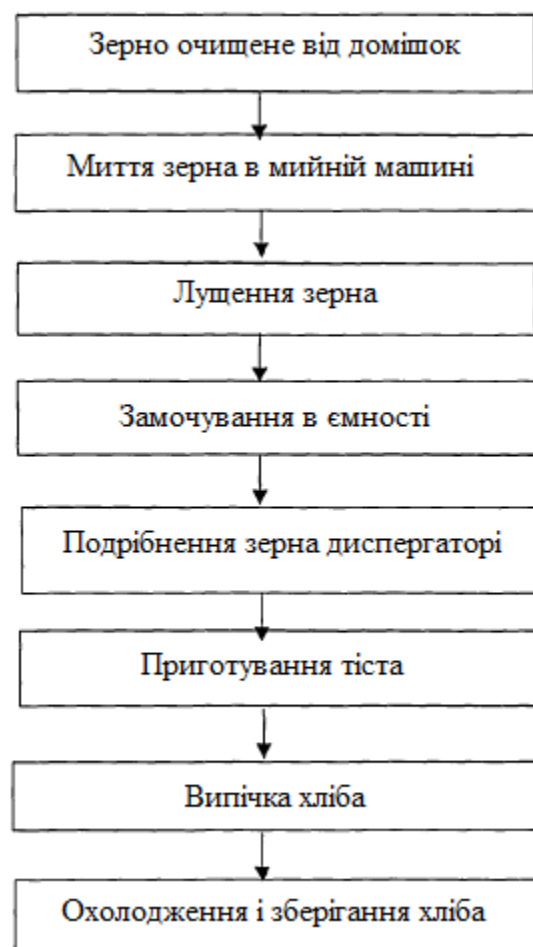 Зерно очищене від домішок
Миття зерна в мийній машині
Лущення зерна
Замочування в ємності
Подрібнення зерна диспергаторі
Приготування тіста
Випічка хліба
Охолодження і зберігання хліба